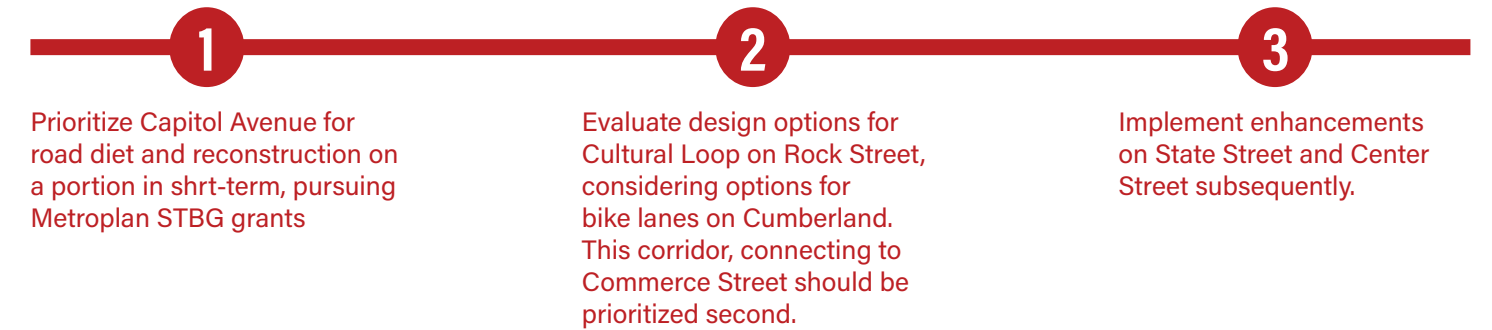 1
Prioritize Capitol Avenue for
road diet and reconstruction on
a portion in shrt-term, pursuing
Metroplan STBG grants
2
Evaluate design options for
Cultural Loop on Rock Street,
considering options for
bike lanes on Cumberland.
This corridor, connecting to
Commerce Street should be
prioritized second.
3
Implement enhancements
on State Street and Center
Street subsequently.